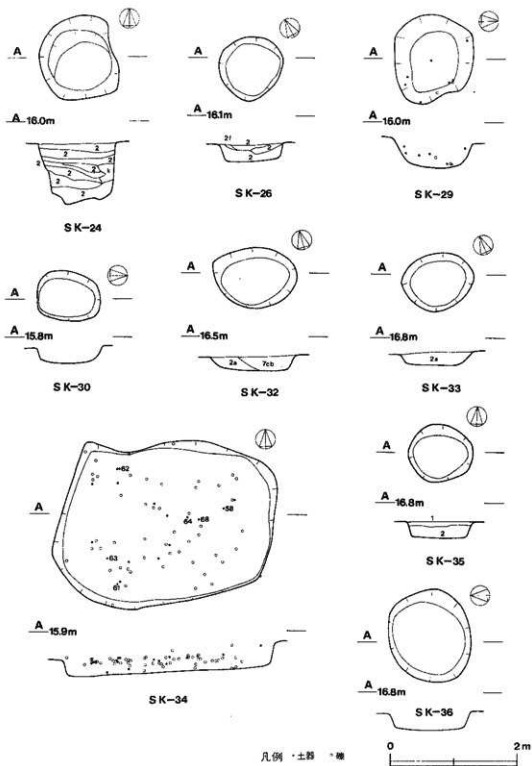 A
A
A
A 16.0m
A 16.1m
A 16.0m
2
2
2
2
2
2
2
2f
2
2
SK-24
SK-26
SK-29
A
A
A
A 15.8m
A 16.5m
A 16.8m
2a 7cb
2a
SK-30
SK-32
SK-33
62
58
64 68
63
61
A
A
A 16.8m
1
2
SK-35
A 15.9m
SK-34
A
A 16.8m
SK-36
凡例 ・土器 ∘礫
0 2m